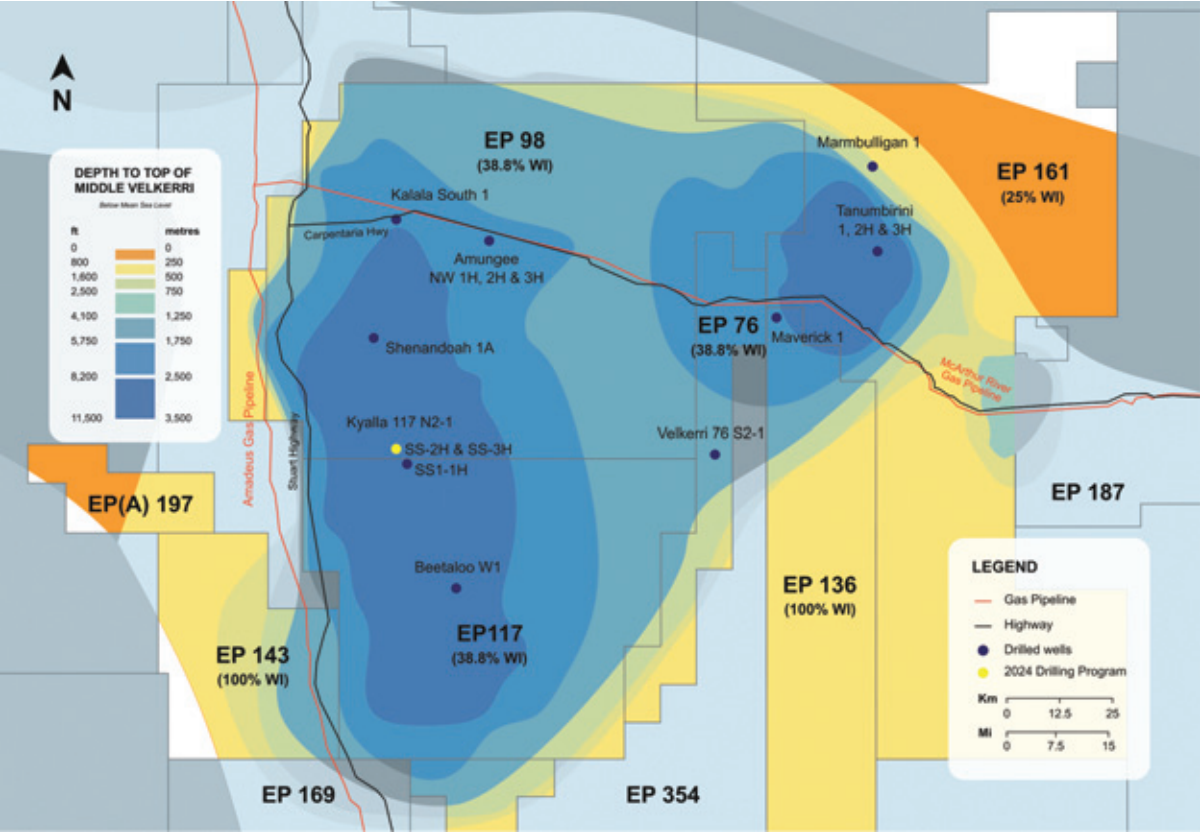 N
DEPTH TO TOP OF
MIDDLE VELKERRI
Below Mean Sea Level
ft metres
0 0
800 250
1,600 500
2,500 750
4,100 1,250
5,750 1,750
8,200 2,500
11,500 3,500
EP 98
(38.8% WI)
Marmbulligan 1
EP 161
(25% WI)
Kalala South 1
Tanumbirini
1, 2H & 3H
Carpentaria Hwy
Amungee
NW 1H, 2H & 3H
EP 76
(38.8% WI)
Maverick 1
Shenandoah 1A
McArthur River
Gas Pipeline
Amadeus Gas Pipeline
Stuart Highway
Kyalla 117 N2-1
SS-2H & SS-3H
SS1-1H
Velkerri 76 S2-1
EP(A) 197
EP 187
Beetaloo W1
EP117
(38.8% WI)
EP 136
(100% WI)
EP 143
(100% WI)
EP 169
EP 354
LEGEND
Gas Pipeline
Highway
Drilled wells
2024 Drilling Program
Km
0 12.5 25
Mi
0 7.5 15